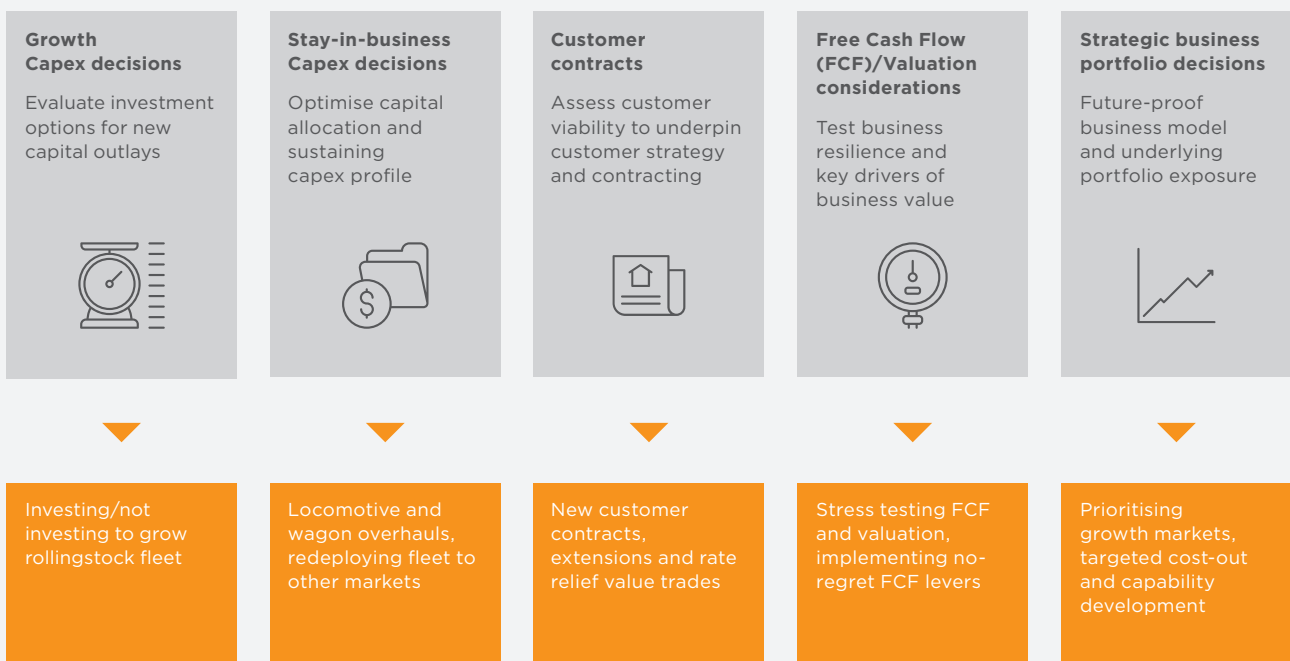 Growth
Capex decisions
Evaluate investment
options for new
capital outlays
Stay-in-business
Capex decisions
Optimise capital
allocation and
sustaining
capex profile
$
Customer
contracts
Assess customer
viability to underpin
customer strategy
and contracting
Free Cash Flow
(FCF)/Valuation
considerations
Test business
resilience and
key drivers of
business value
Strategic business
portfolio decisions
Future-proof
business model
and underlying
portfolio exposure
Investing/not
investing to grow
rollingstock fleet
Locomotive and
wagon overhauls,
redeploying fleet to
other markets
New customer
contracts,
extensions and rate
relief value trades
Stress testing FCF
and valuation,
implementing no-
regret FCF levers
Prioritising
growth markets,
targeted cost-out
and capability
development